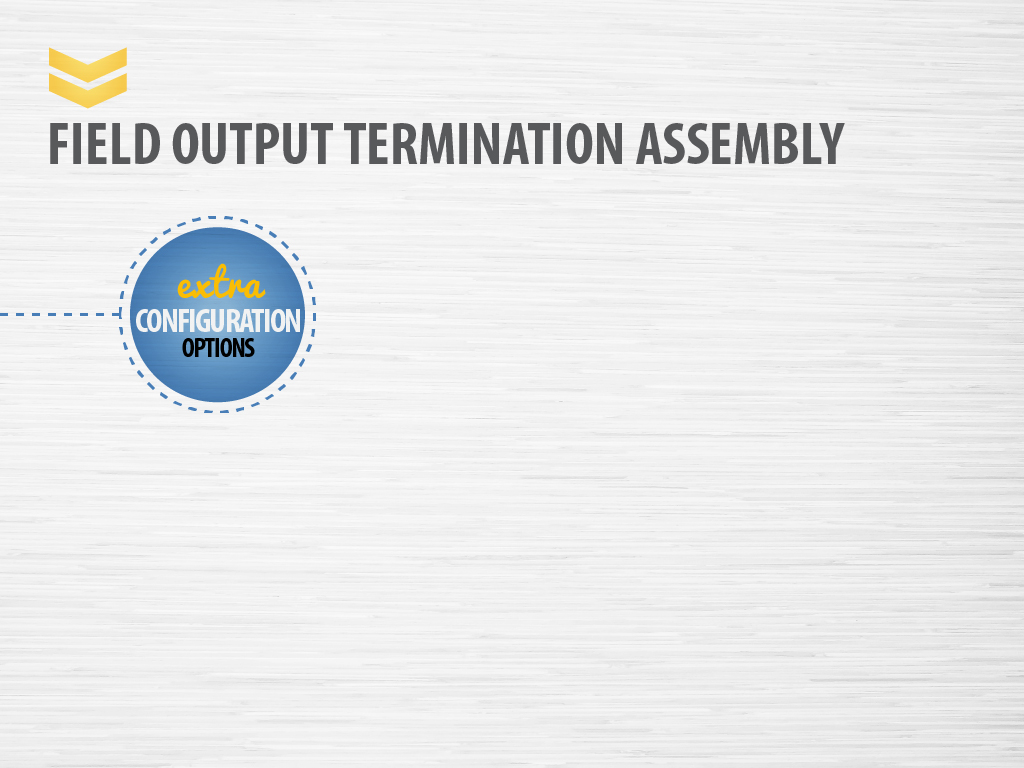 FIELD OUTPUT TERMINATION ASSEMBLY
extra
CONFIGURATION
OPTIONS